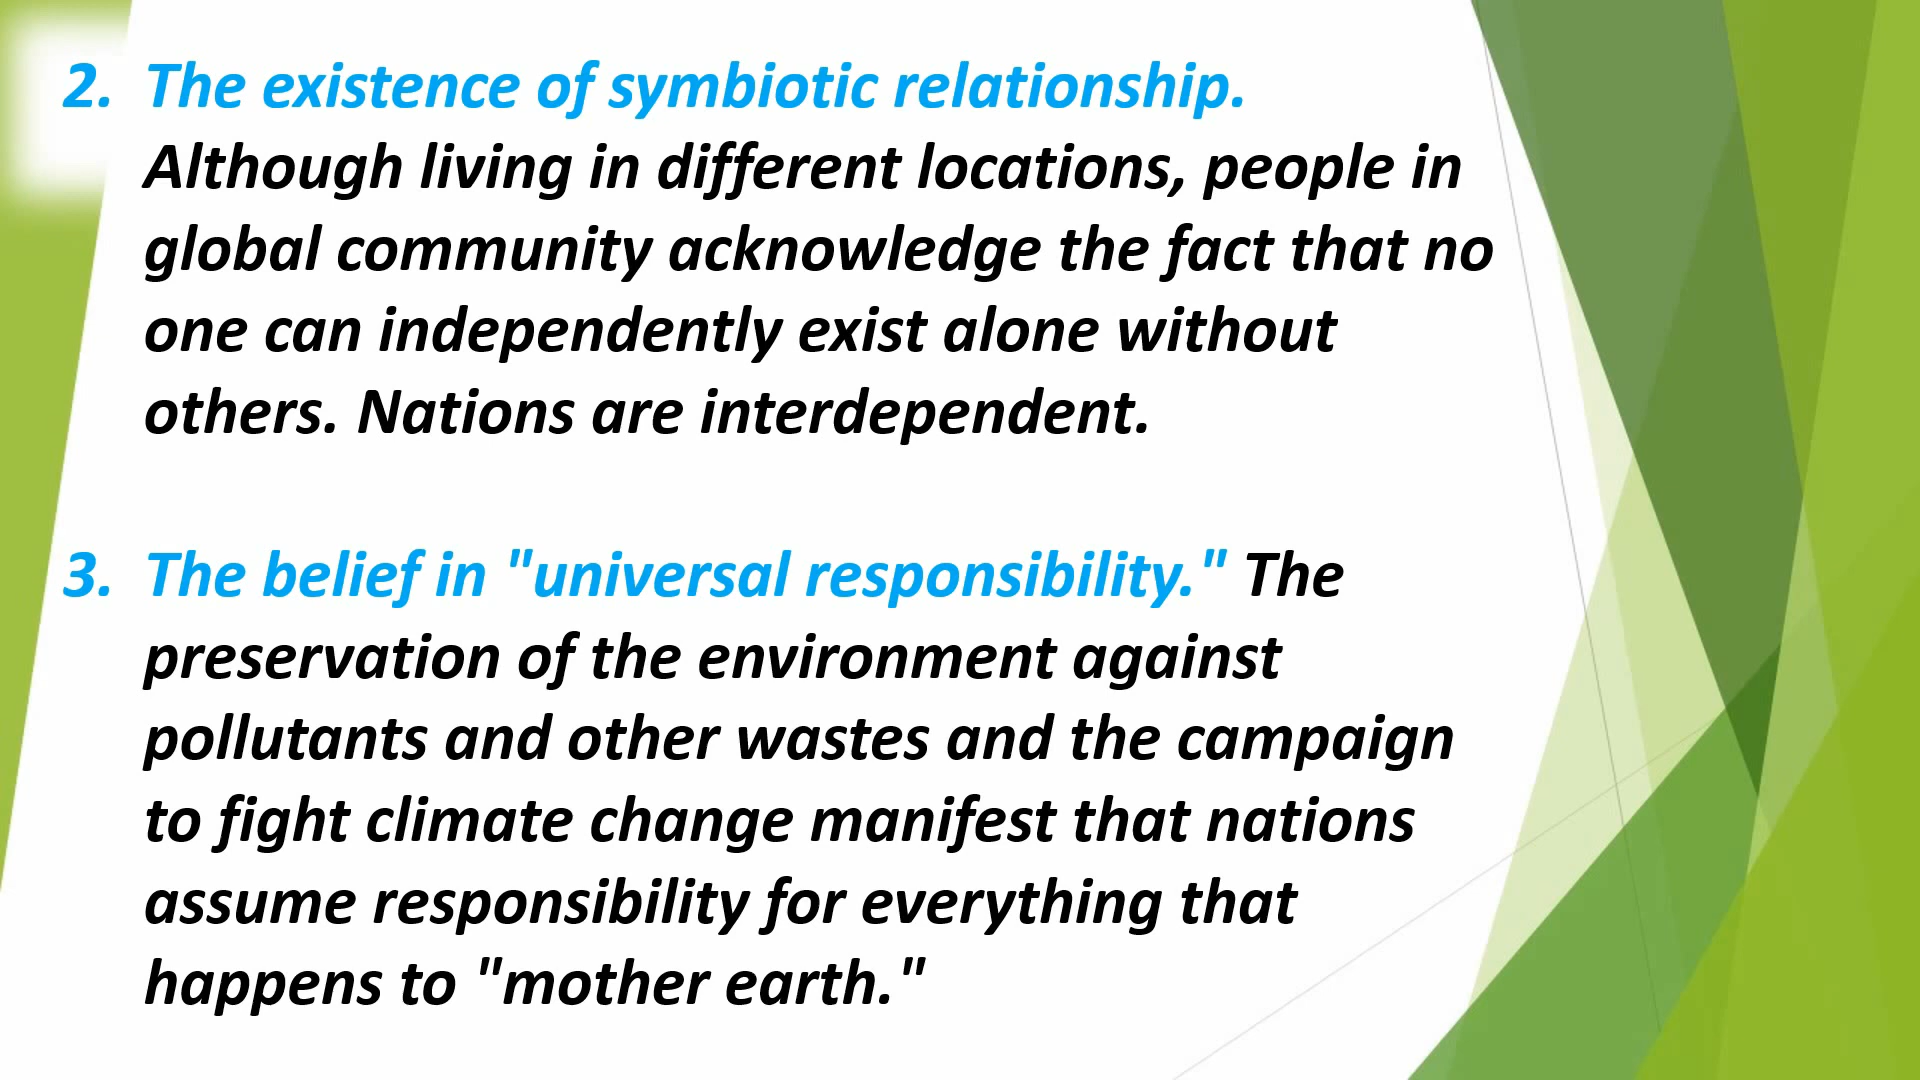 2. The existence of symbiotic relationship.
Although living in different locations, people in
global community acknowledge the fact that no
one can independently exist alone without
others. Nations are interdependent.
3. The belief in "universal responsibility." The
preservation of the environment against
pollutants and other wastes and the campaign
to fight climate change manifest that nations
assume responsibility for everything that
happens to "mother earth."